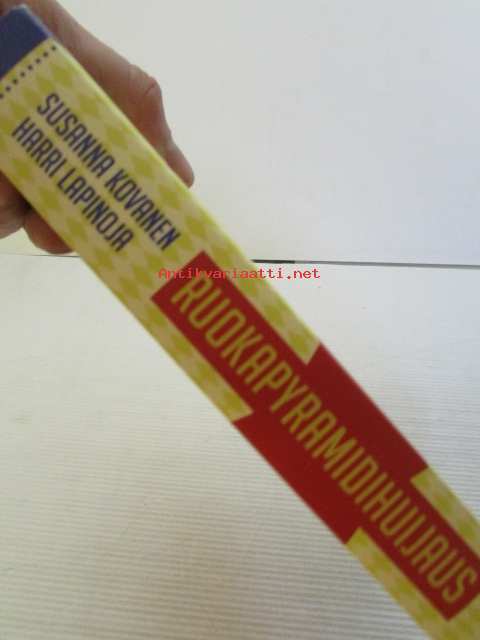 SUSANNA KOVANEN
HARRI LAPINOJA
Antikvariaatti.net
RUOKAPYRAMIDIHUIJAUS